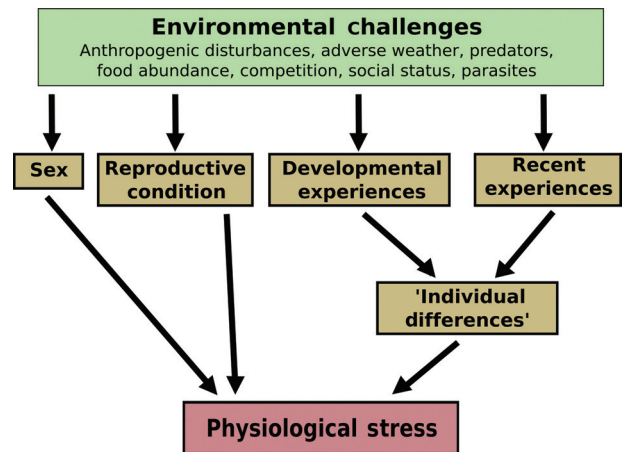 Environmental challenges
Anthropogenic disturbances, adverse weather, predators,
food abundance, competition, social status, parasites
Sex
Reproductive
condition
Developmental
experiences
Recent
experiences
'Individual
differences'
Physiological stress